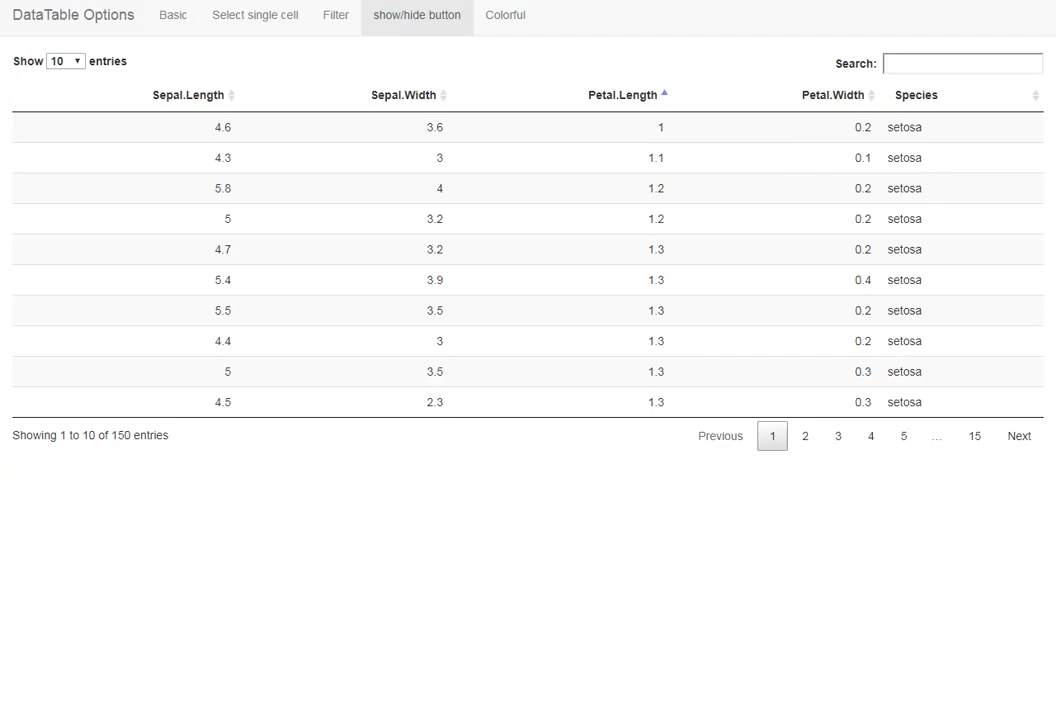 DataTable Options Basic Select single cell Filter show/hide button Colorful
Show 10 entries Search:
Sepal.Length Sepal.Width Petal.Length Petal.Width Species
4.6 3.6 1 0.2 setosa
4.3 3 1.1 0.1 setosa
5.8 4 1.2 0.2 setosa
5 3.2 1.2 0.2 setosa
4.7 3.2 1.3 0.2 setosa
5.4 3.9 1.3 0.4 setosa
5.5 3.5 1.3 0.2 setosa
4.4 3 1.3 0.2 setosa
5 3.5 1.3 0.3 setosa
4.5 2.3 1.3 0.3 setosa
Showing 1 to 10 of 150 entries Previous 1 2 3 4 5 … 15 Next